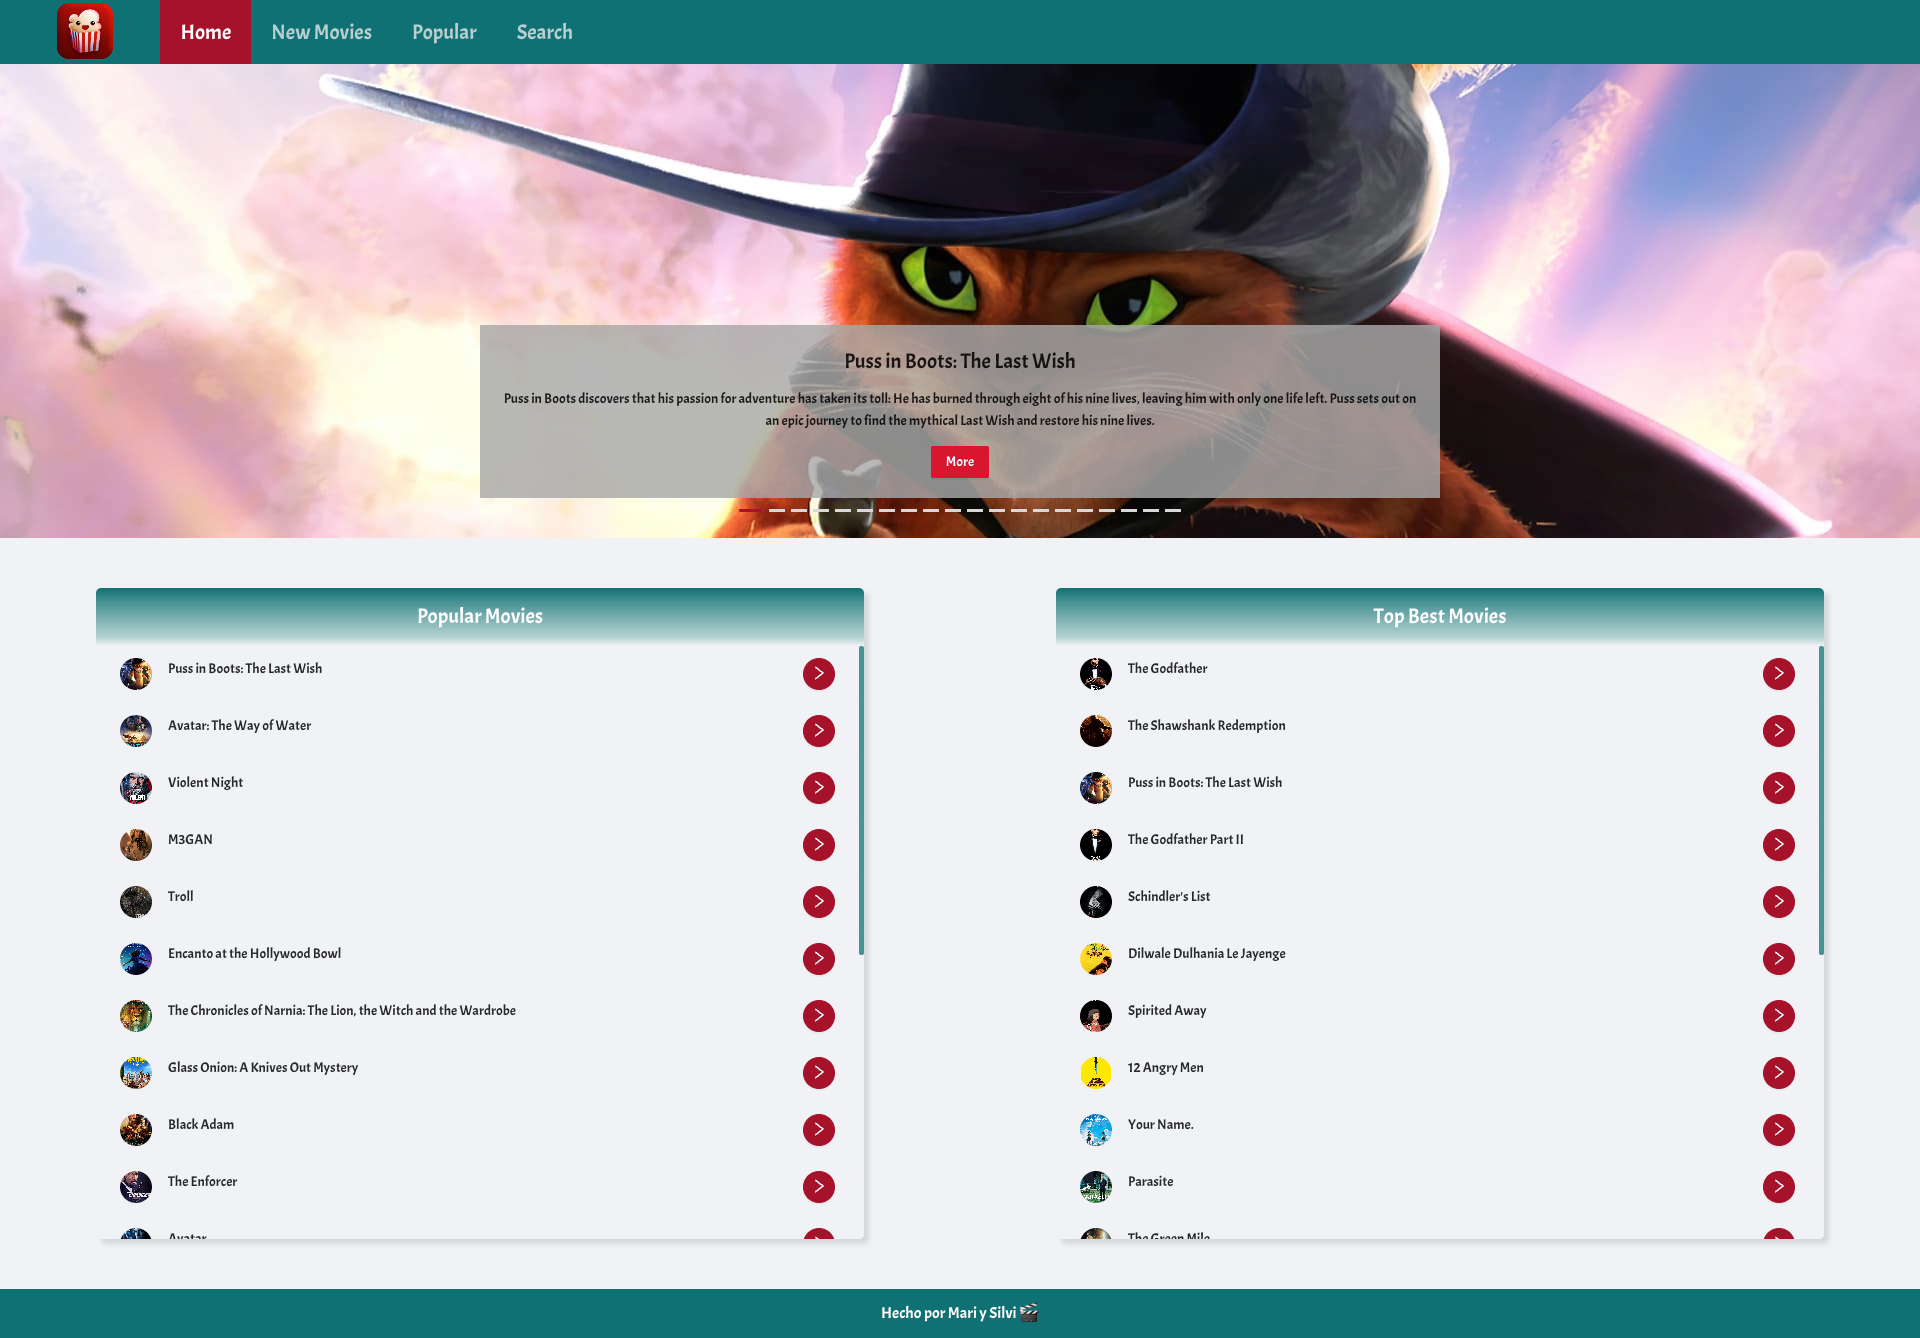 Home
New Movies
Popular
Search
Puss in Boots: The Last Wish
Puss in Boots discovers that his passion for adventure has taken its toll: He has burned through eight of his nine lives, leaving him with only one life left. Puss sets out on
an epic journey to find the mythical Last Wish and restore his nine lives.
More
Popular Movies
Puss in Boots: The Last Wish
Avatar: The Way of Water
Violent Night
M3GAN
Troll
Encanto at the Hollywood Bowl
The Chronicles of Narnia: The Lion, the Witch and the Wardrobe
Glass Onion: A Knives Out Mystery
Black Adam
The Enforcer
Avatar
Top Best Movies
The Godfather
The Shawshank Redemption
Puss in Boots: The Last Wish
The Godfather Part II
Schindler's List
Dilwale Dulhania Le Jayenge
Spirited Away
12 Angry Men
Your Name.
Parasite
The Green Mile
Hecho por Mari y Silvi 🎬